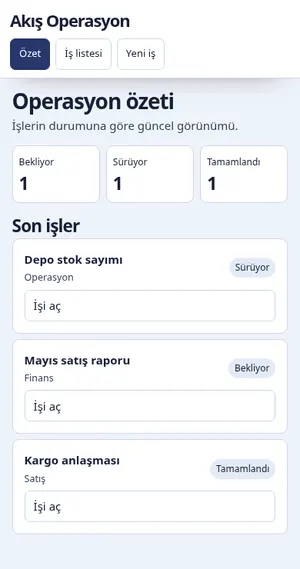 Akış Operasyon
Özet
İş listesi
Yeni iş
Operasyon özeti
İşlerin durumuna göre güncel görünümü.
Bekliyor
1
Sürüyor
1
Tamamlandı
1
Son işler
Depo stok sayımı
Operasyon
Sürüyor
İşi aç
Mayıs satış raporu
Finans
Bekliyor
İşi aç
Kargo anlaşması
Satış
Tamamlandı
İşi aç